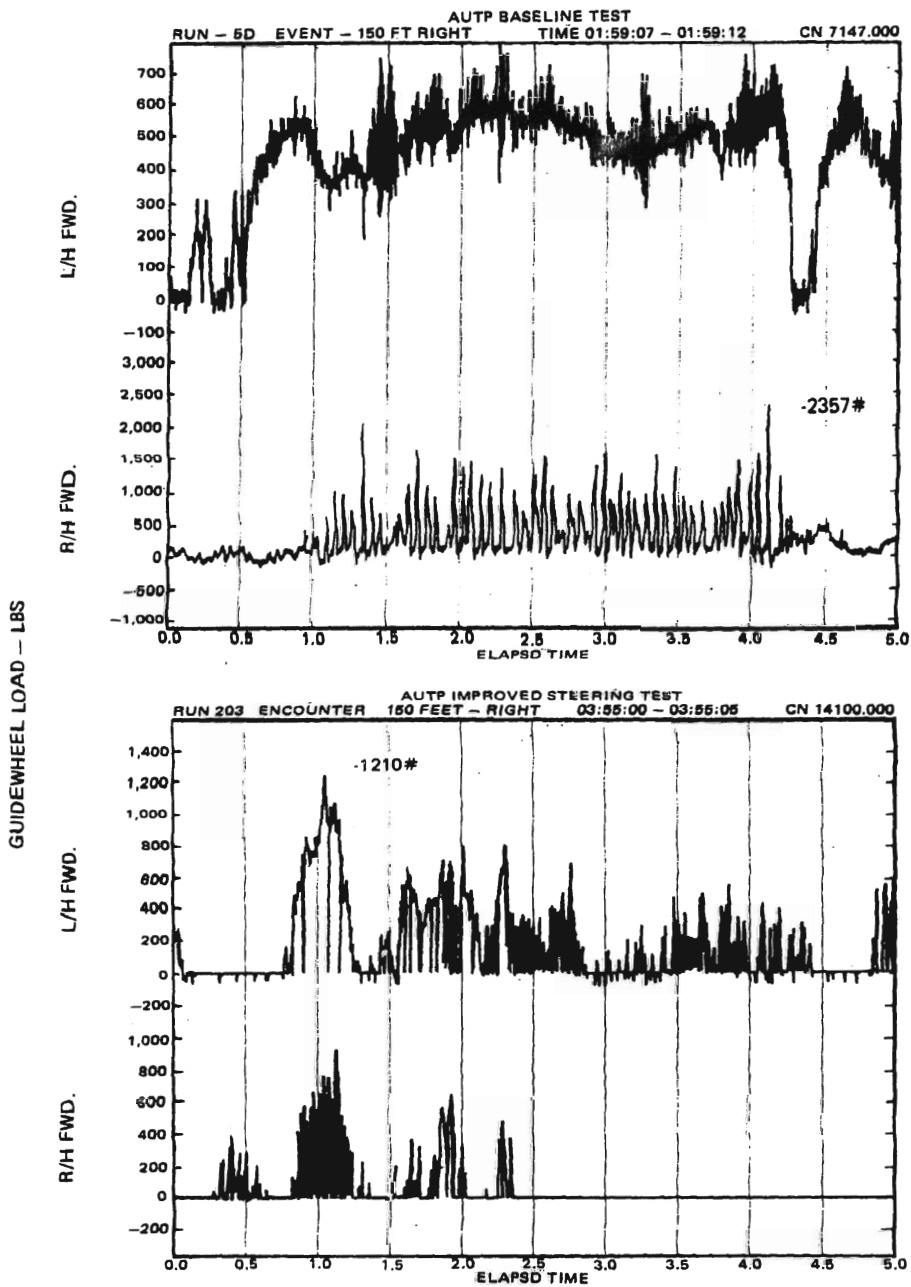 AUTP BASELINE TEST
RUN – 5D EVENT – 150 FT RIGHT TIME 01:59:07 – 01:59:12 CN 7147.000
700
600
500
400
300
200
100
0
–100
L/H FWD.
3,000
2,500
2,000
1,500
1,000
500
0
–500
–1,000
R/H FWD.
-2357#
0.0 0.5 1.0 1.5 2.0 2.5 3.0 3.5 4.0 4.5 5.0
ELAPSD TIME
GUIDEWHEEL LOAD – LBS
AUTP IMPROVED STEERING TEST
RUN 203 ENCOUNTER 150 FEET – RIGHT 03:55:00 – 03:55:05 CN 14100.000
1,400
1,200
1,000
800
600
400
200
0
–200
L/H FWD.
-1210#
1,000
800
600
400
200
0
–200
R/H FWD.
0.0 0.5 1.0 1.5 2.0 2.5 3.0 3.5 4.0 4.5 5.0
ELAPSD TIME